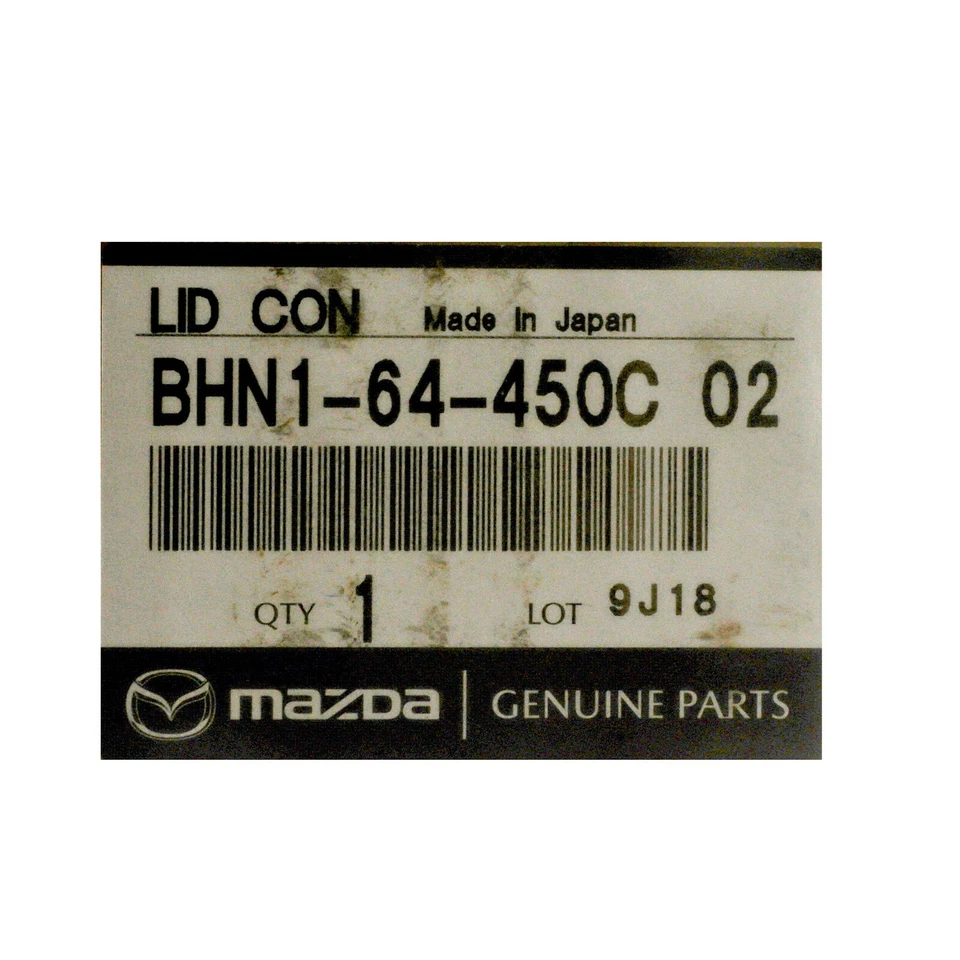 LID CON Made In Japan
BHN1-64-450C 02
QTY 1 LOT 9J18
mazda GENUINE PARTS